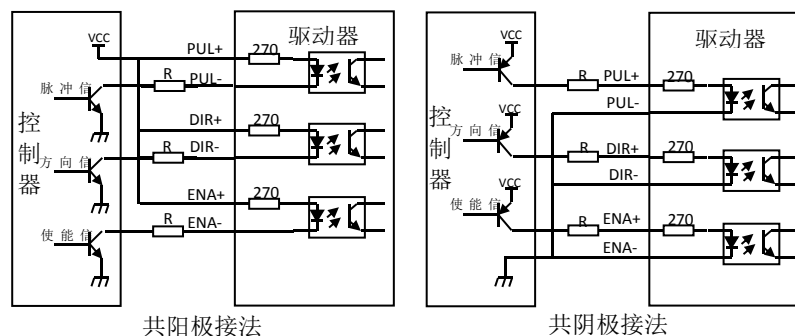 VCC
PUL+
270
驱动器
R
PUL-
脉冲信
控制器
DIR+
270
方向信
R
DIR-
ENA+
270
使能信
R
ENA-
共阳极接法
VCC
驱动器
脉冲信
R
PUL+
270
PUL-
VCC
控制器
方向信
R
DIR+
270
DIR-
VCC
使能信
R
ENA+
270
ENA-
共阴极接法